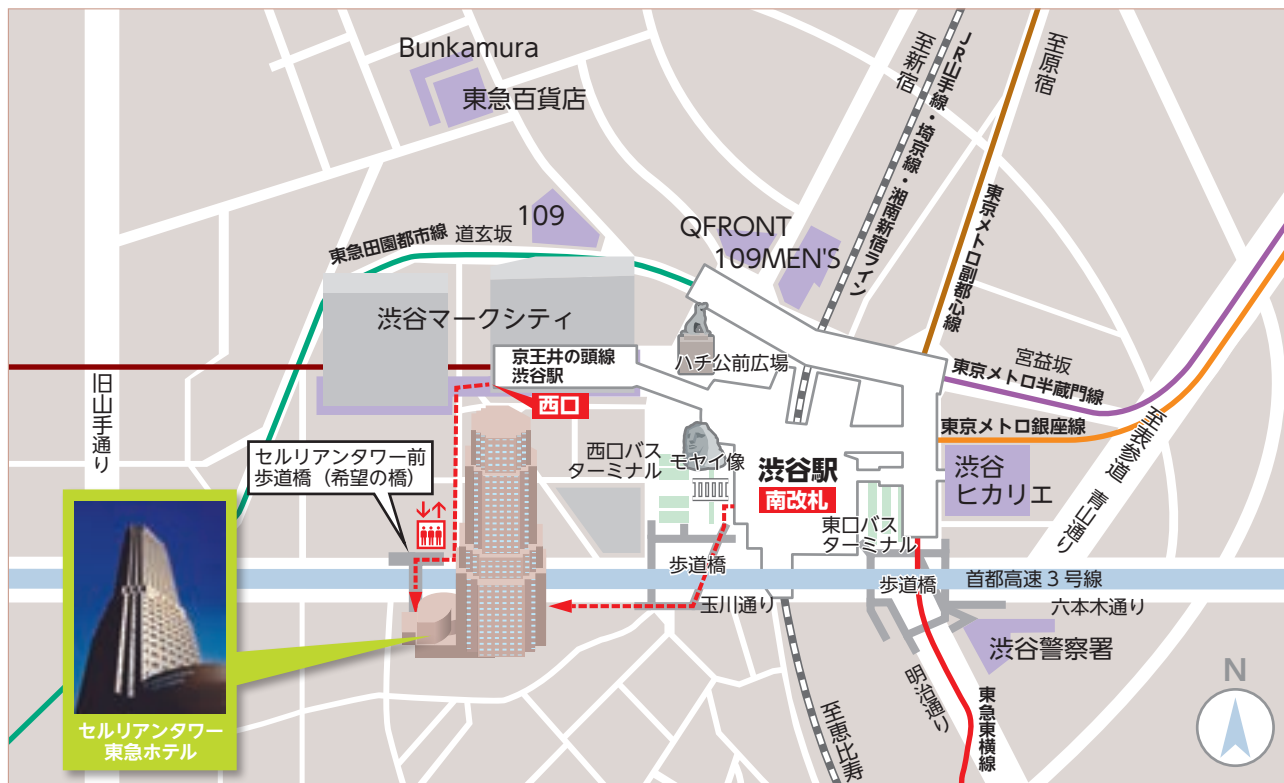 Bunkamura
東急百貨店
至新宿
JR山手線・埼京線・湘南新宿ライン
至原宿
東京メトロ副都心線
109
QFRONT
109MEN'S
東急田園都市線
道玄坂
渋谷マークシティ
京王井の頭線
渋谷駅
西口
ハチ公前広場
宮益坂
東京メトロ半蔵門線
東京メトロ銀座線
至表参道
青山通り
旧山手通り
セルリアンタワー前
歩道橋（希望の橋）
西口バス
ターミナル
モヤイ像
渋谷駅
南改札
渋谷
ヒカリエ
東口バス
ターミナル
歩道橋
歩道橋
首都高速3号線
玉川通り
六本木通り
渋谷警察署
明治通り
東急東横線
至恵比寿
N
セルリアンタワー
東急ホテル